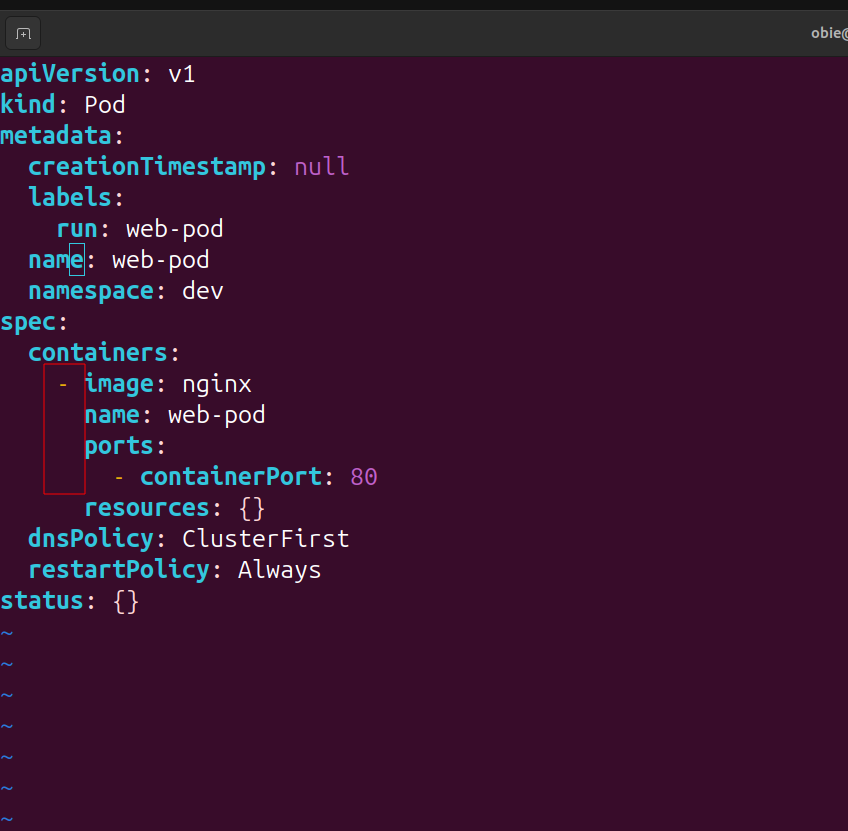 obie@
apiVersion: v1
kind: Pod
metadata:
  creationTimestamp: null
  labels:
    run: web-pod
  name: web-pod
  namespace: dev
spec:
  containers:
    - image: nginx
      name: web-pod
      ports:
        - containerPort: 80
      resources: {}
  dnsPolicy: ClusterFirst
  restartPolicy: Always
status: {}
~
~
~
~
~
~
~